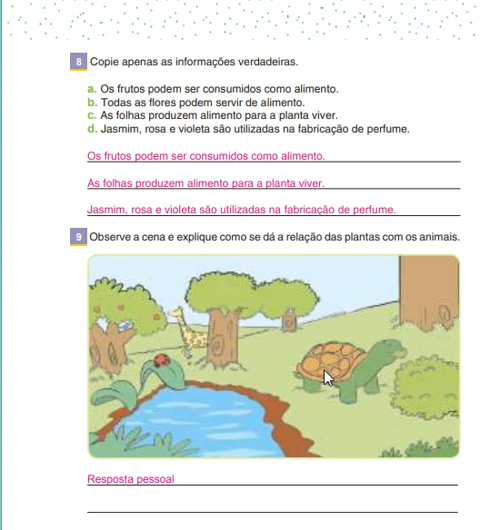 8 Copie apenas as informações verdadeiras.
a. Os frutos podem ser consumidos como alimento.
b. Todas as flores podem servir de alimento.
c. As folhas produzem alimento para a planta viver.
d. Jasmim, rosa e violeta são utilizadas na fabricação de perfume.
Os frutos podem ser consumidos como alimento.
As folhas produzem alimento para a planta viver.
Jasmim, rosa e violeta são utilizadas na fabricação de perfume.
9 Observe a cena e explique como se dá a relação das plantas com os animais.
Resposta pessoal